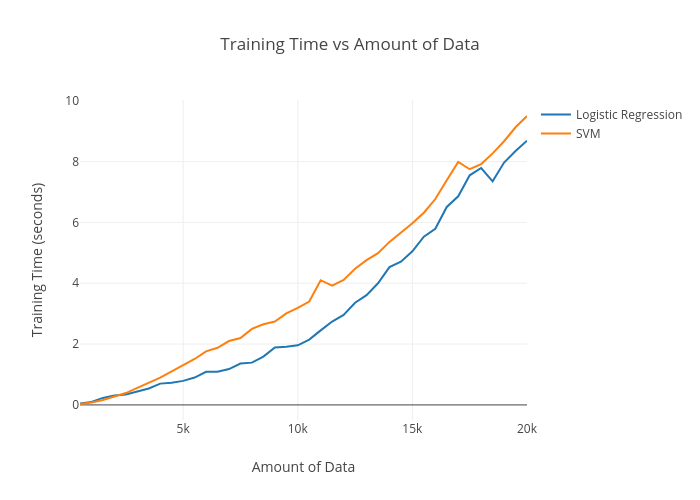 Training Time vs Amount of Data
10
8
6
4
2
0
Training Time (seconds)
5k
10k
15k
20k
Amount of Data
Logistic Regression
SVM